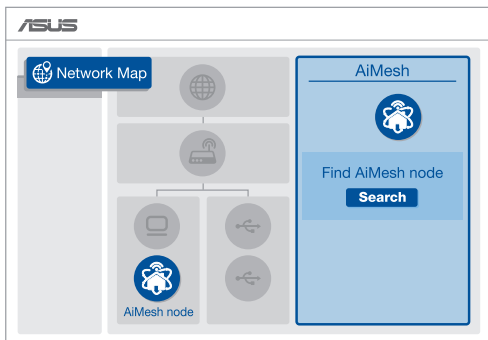 ASUS
Network Map
AiMesh
Find AiMesh node
Search
AiMesh node